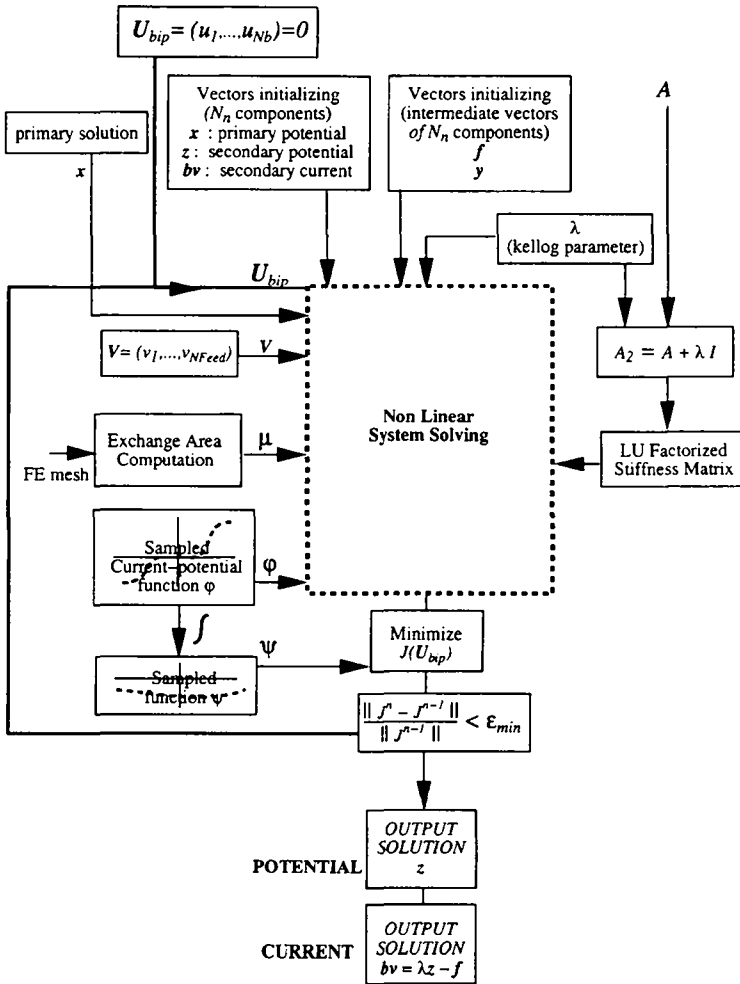 U_bip = (u_1,...,u_Nb)=0
Vectors initializing
(N_n components)
x : primary potential
z : secondary potential
bv : secondary current
Vectors initializing
(intermediate vectors
of N_n components)
f
y
A
primary solution
x
λ
(kellog parameter)
U_bip
V= (v_1,...,v_NFeed)
V
A_2 = A + λ I
Non Linear
System Solving
Exchange Area
Computation
μ
FE mesh
LU Factorized
Stiffness Matrix
Sampled
Current–potential
function φ
φ
∫
Minimize
J(U_bip)
Ψ
Sampled
function Ψ
|| J^n – J^n-1 ||
|| J^n-1 ||
< ε_min
OUTPUT
SOLUTION
z
POTENTIAL
OUTPUT
SOLUTION
bv = λz – f
CURRENT